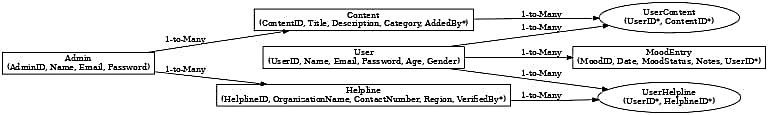 Content
(ContentID, Title, Description, Category, AddedBy*)
1-to-Many
UserContent
(UserID*, ContentID*)
1-to-Many
1-to-Many
Admin
(AdminID, Name, Email, Password)
User
(UserID, Name, Email, Password, Age, Gender)
1-to-Many
MoodEntry
(MoodID, Date, MoodStatus, Notes, UserID*)
1-to-Many
1-to-Many
Helpline
(HelplineID, OrganizationName, ContactNumber, Region, VerifiedBy*)
1-to-Many
UserHelpline
(UserID*, HelplineID*)